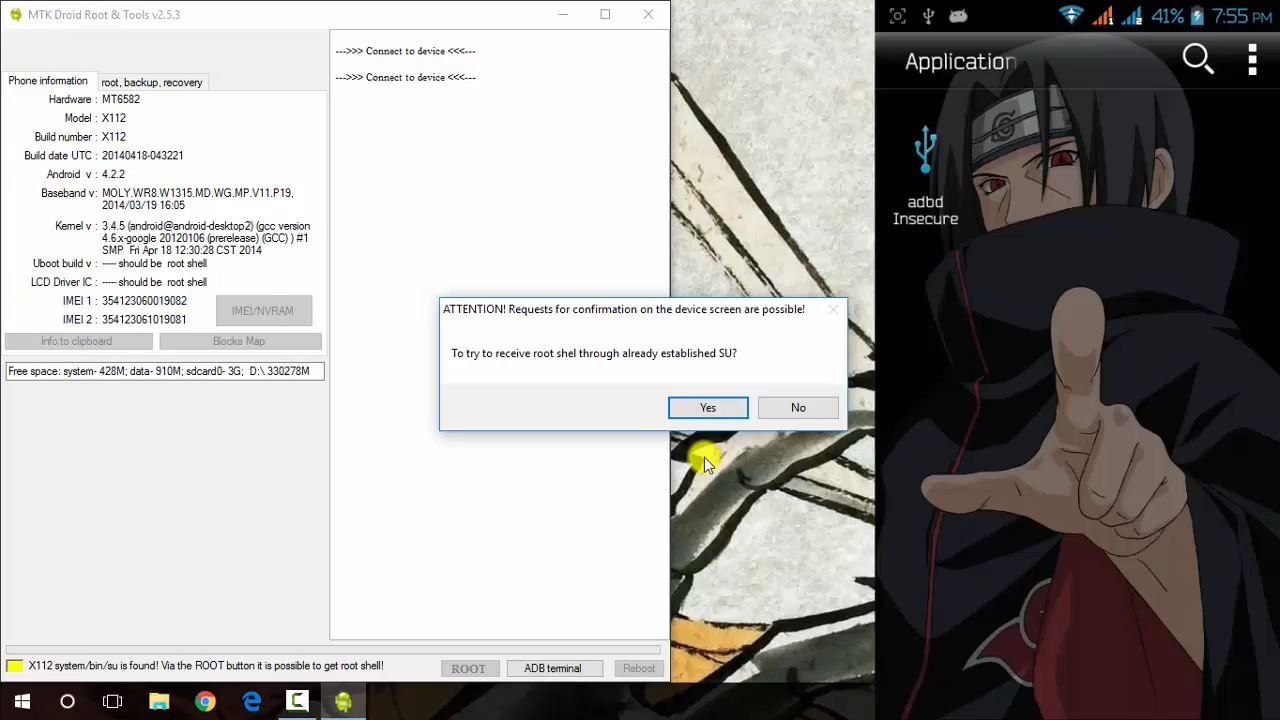 MTK Droid Root & Tools v2.5.3
Phone information
root, backup, recovery
Hardware : MT6582
Model : X112
Build number : X112
Build date UTC : 20140418-043221
Android v : 4.2.2
Baseband v: MOLY.WR8.W1315.MD.WG.MP.V11.P19,
2014/03/19 16:05
Kernel v : 3.4.5 (android@android-desktop2) (gcc version
4.6.x-google 20120106 (prerelease) (GCC) ) #1
SMP Fri Apr 18 12:30:28 CST 2014
Uboot build v : ---- should be root shell
LCD Driver IC : ---- should be root shell
IMEI 1 : 354123060019082
IMEI 2 : 354123061019081
IMEI/NVRAM
Info to clipboard
Blocks Map
Free space: system- 428M; data- 910M; sdcard0- 3G; D:\ 330278M
--->>> Connect to device <<<---
--->>> Connect to device <<<---
ATTENTION! Requests for confirmation on the device screen are possible!
To try to receive root shel through already established SU?
Yes
No
X112 system/bin/su is found! Via the ROOT button it is possible to get root shell!
ROOT
ADB terminal
Reboot
41% 7:55 PM
Application
adbd
Insecure